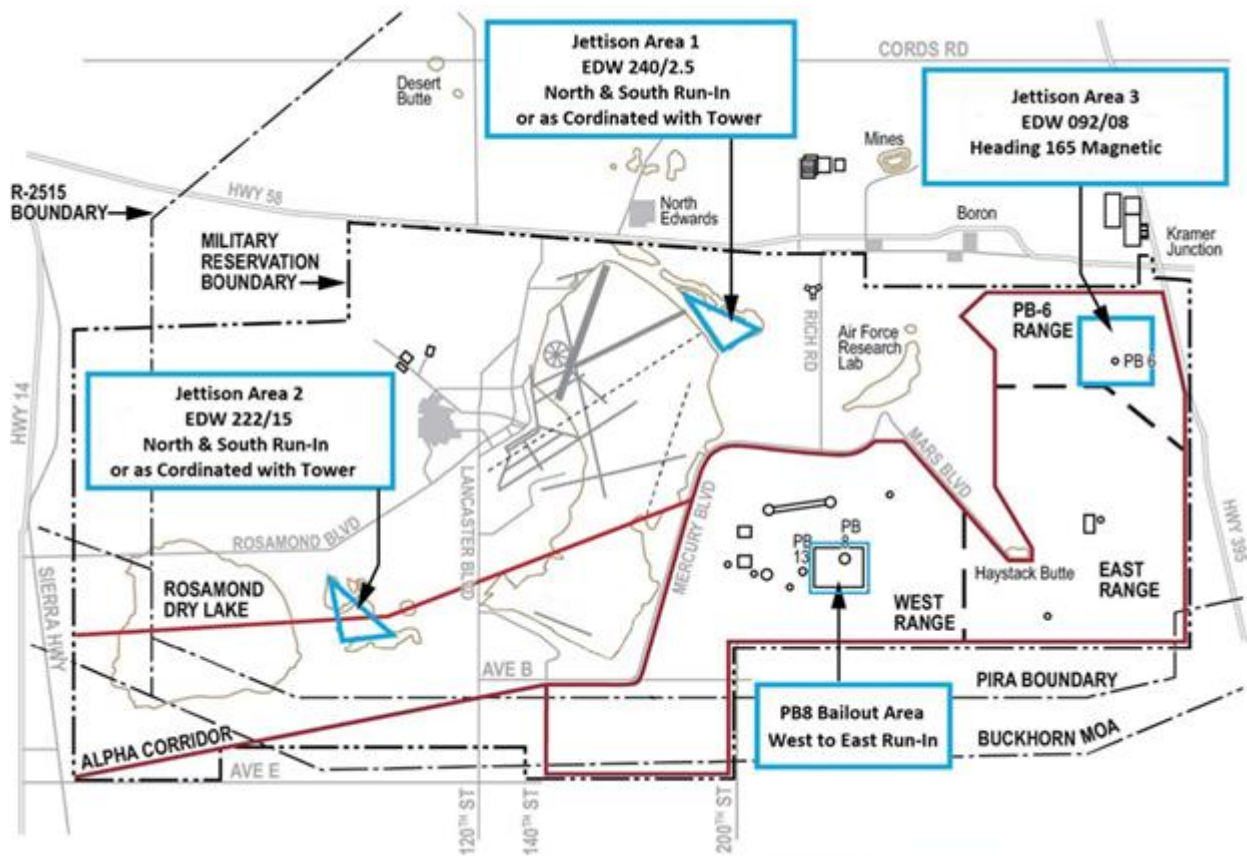 Jettison Area 1
EDW 240/2.5
North & South Run-In
or as Cordinated with Tower
CORDS RD
Desert
Butte
Jettison Area 3
EDW 092/08
Heading 165 Magnetic
Mines
R-2515
BOUNDARY
HWY 58
North
Edwards
Boron
Kramer
Junction
MILITARY
RESERVATION
BOUNDARY
RICH RD
PB-6
RANGE
PB 6
Air Force
Research
Lab
HWY 14
Jettison Area 2
EDW 222/15
North & South Run-In
or as Cordinated with Tower
LANCASTER BLVD
MERCURY BLVD
MARS BLVD
HWY 395
ROSAMOND BLVD
PB
13
PB
8
Haystack Butte
EAST
RANGE
WEST
RANGE
SIERRA HWY
ROSAMOND
DRY LAKE
AVE B
PIRA BOUNDARY
PB8 Bailout Area
West to East Run-In
BUCKHORN MOA
ALPHA CORRIDOR
AVE E
120TH ST
140TH ST
200TH ST